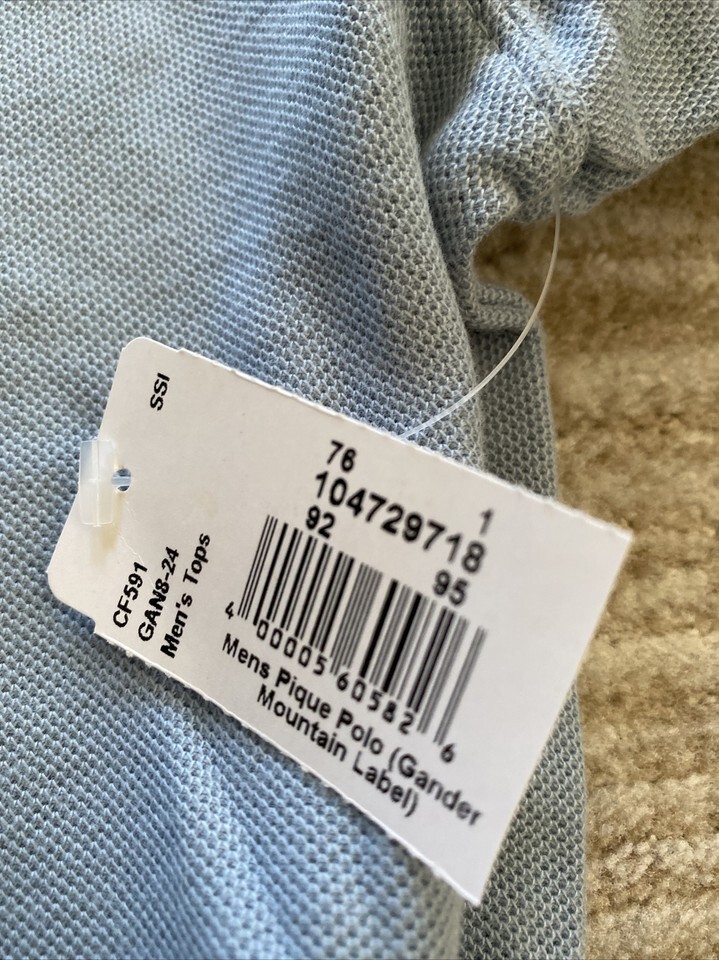 SSI
CF591
GAN8-24
Men's Tops
76
1
104729718
92
95
4 00005 60582 6
Mens Pique Polo (Gander
Mountain Label)